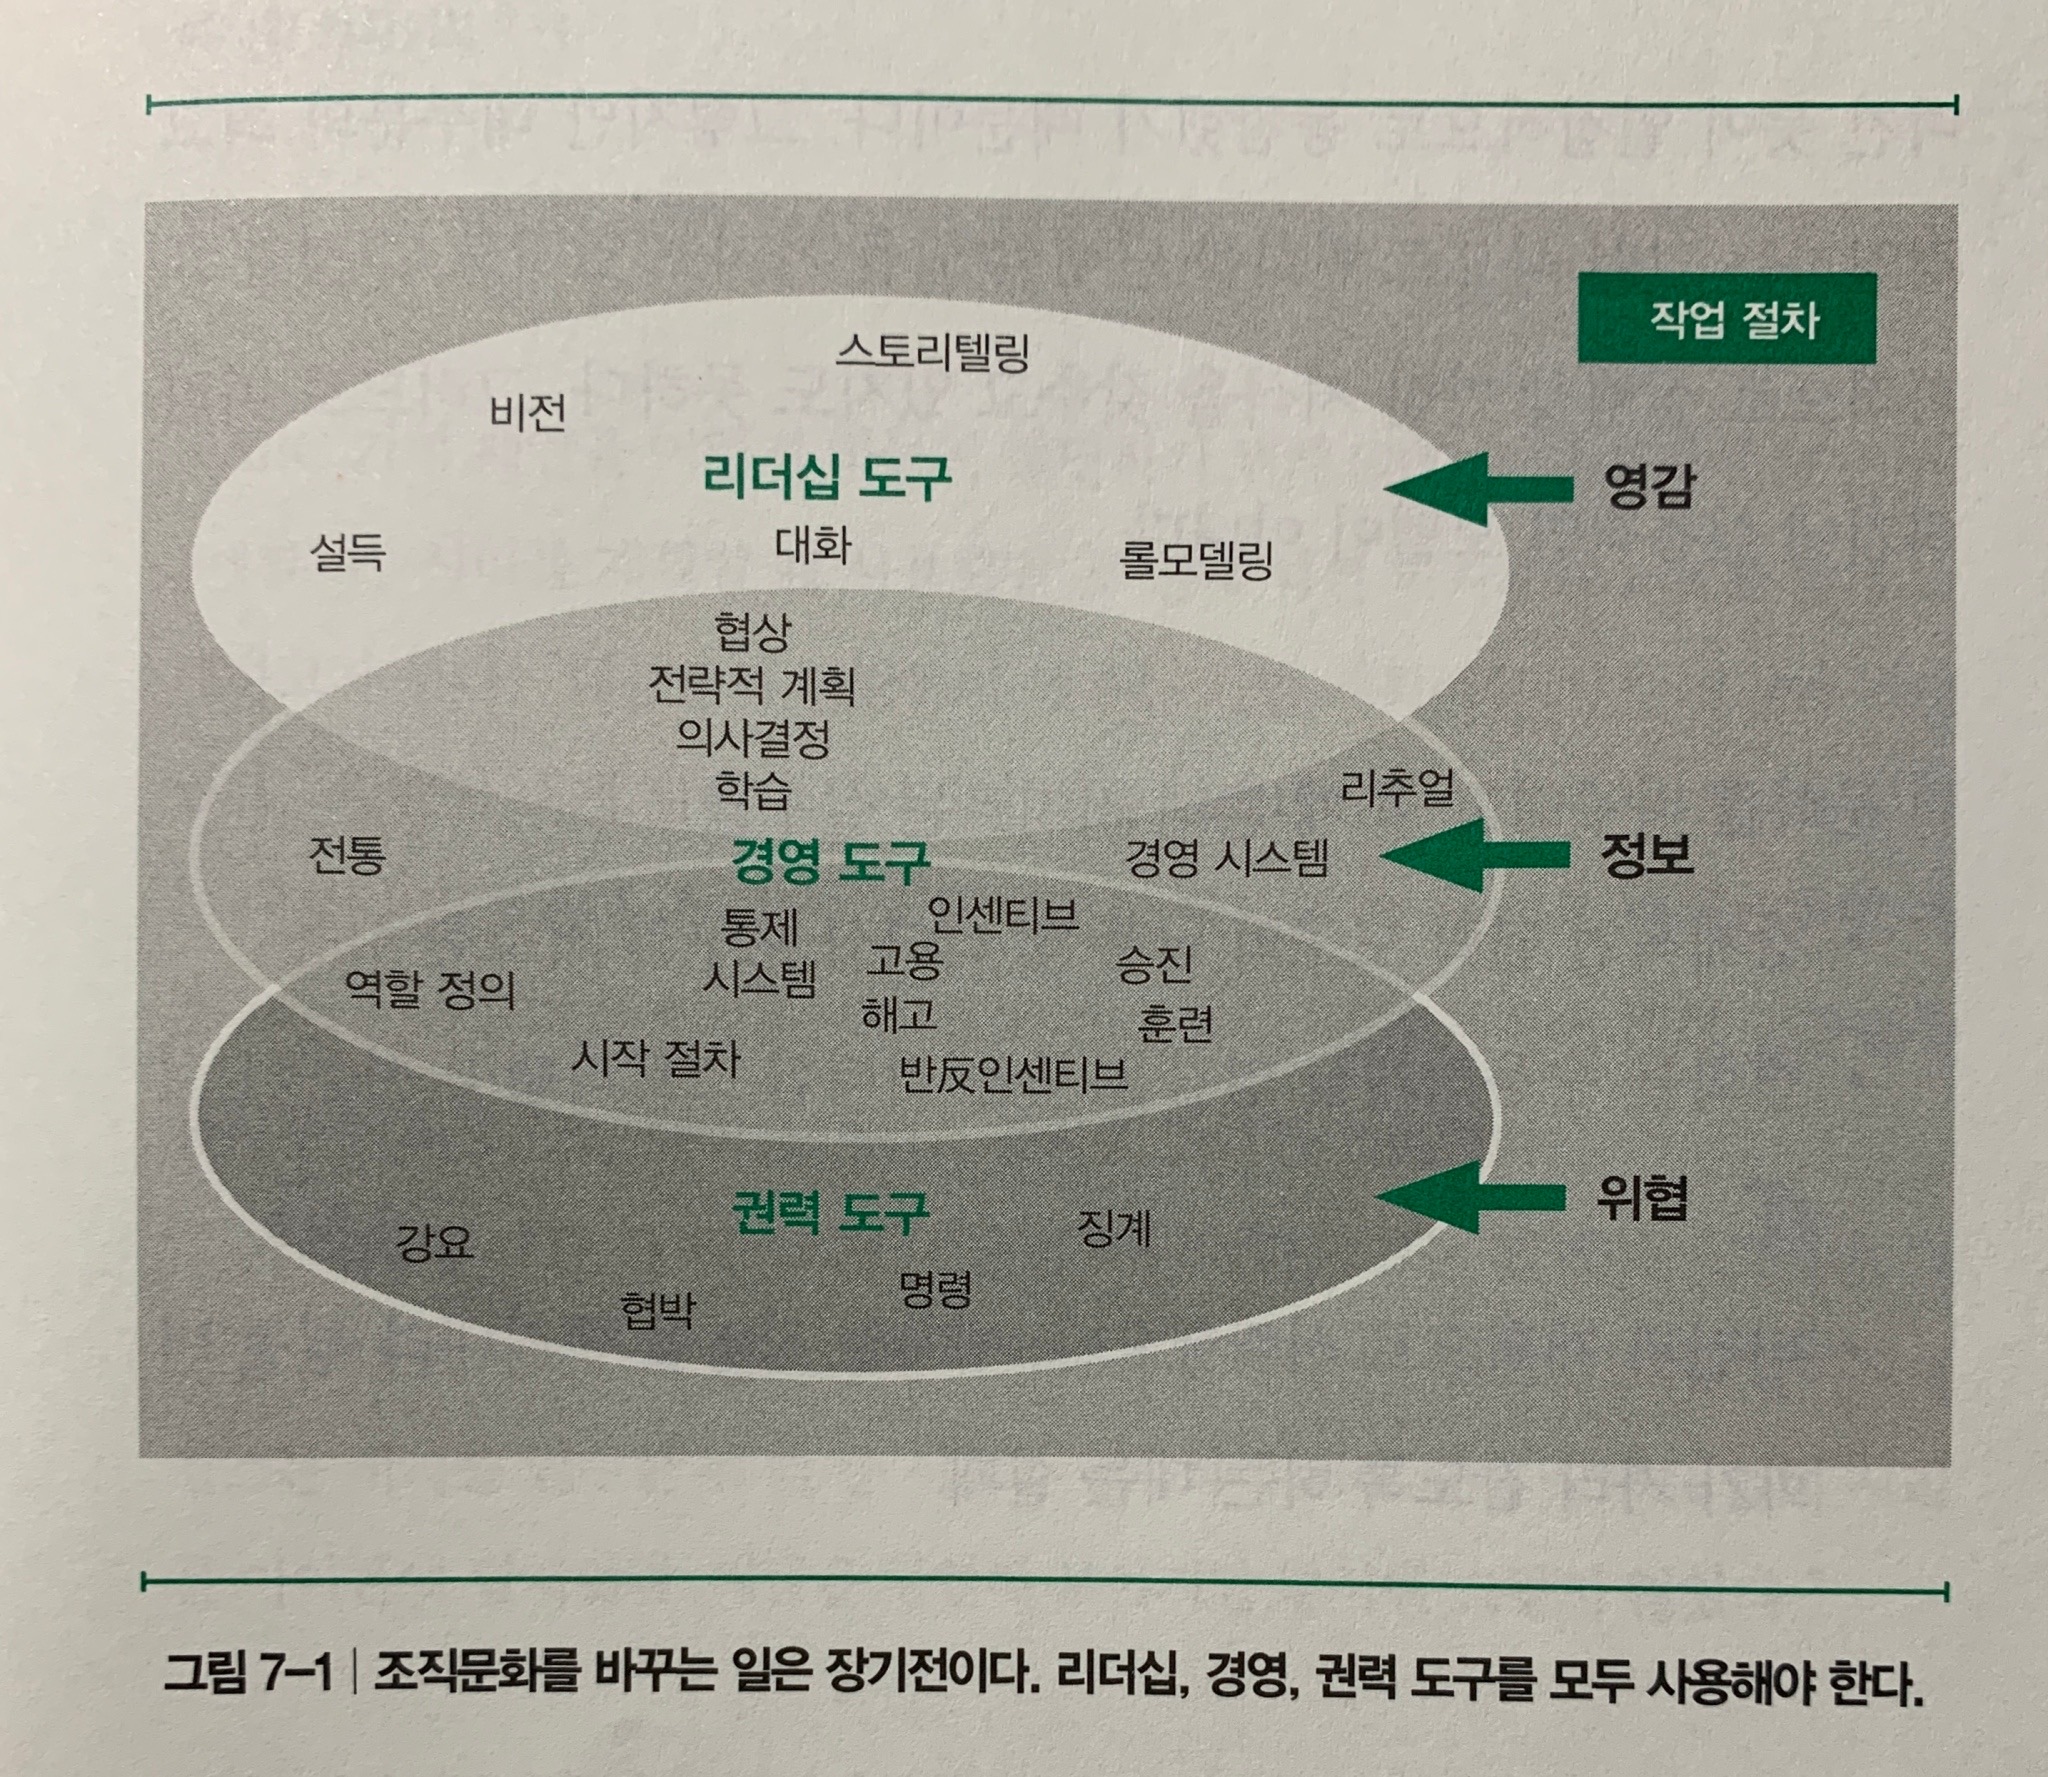 작업 절차
스토리텔링
비전
리더십 도구
영감
설득
대화
롤모델링
협상
전략적 계획
의사결정
학습
리추얼
전통
경영 도구
경영 시스템
정보
통제
시스템
인센티브
고용
해고
승진
훈련
역할 정의
시작 절차
반反인센티브
권력 도구
위협
강요
징계
협박
명령
그림 7-1 | 조직문화를 바꾸는 일은 장기전이다. 리더십, 경영, 권력 도구를 모두 사용해야 한다.